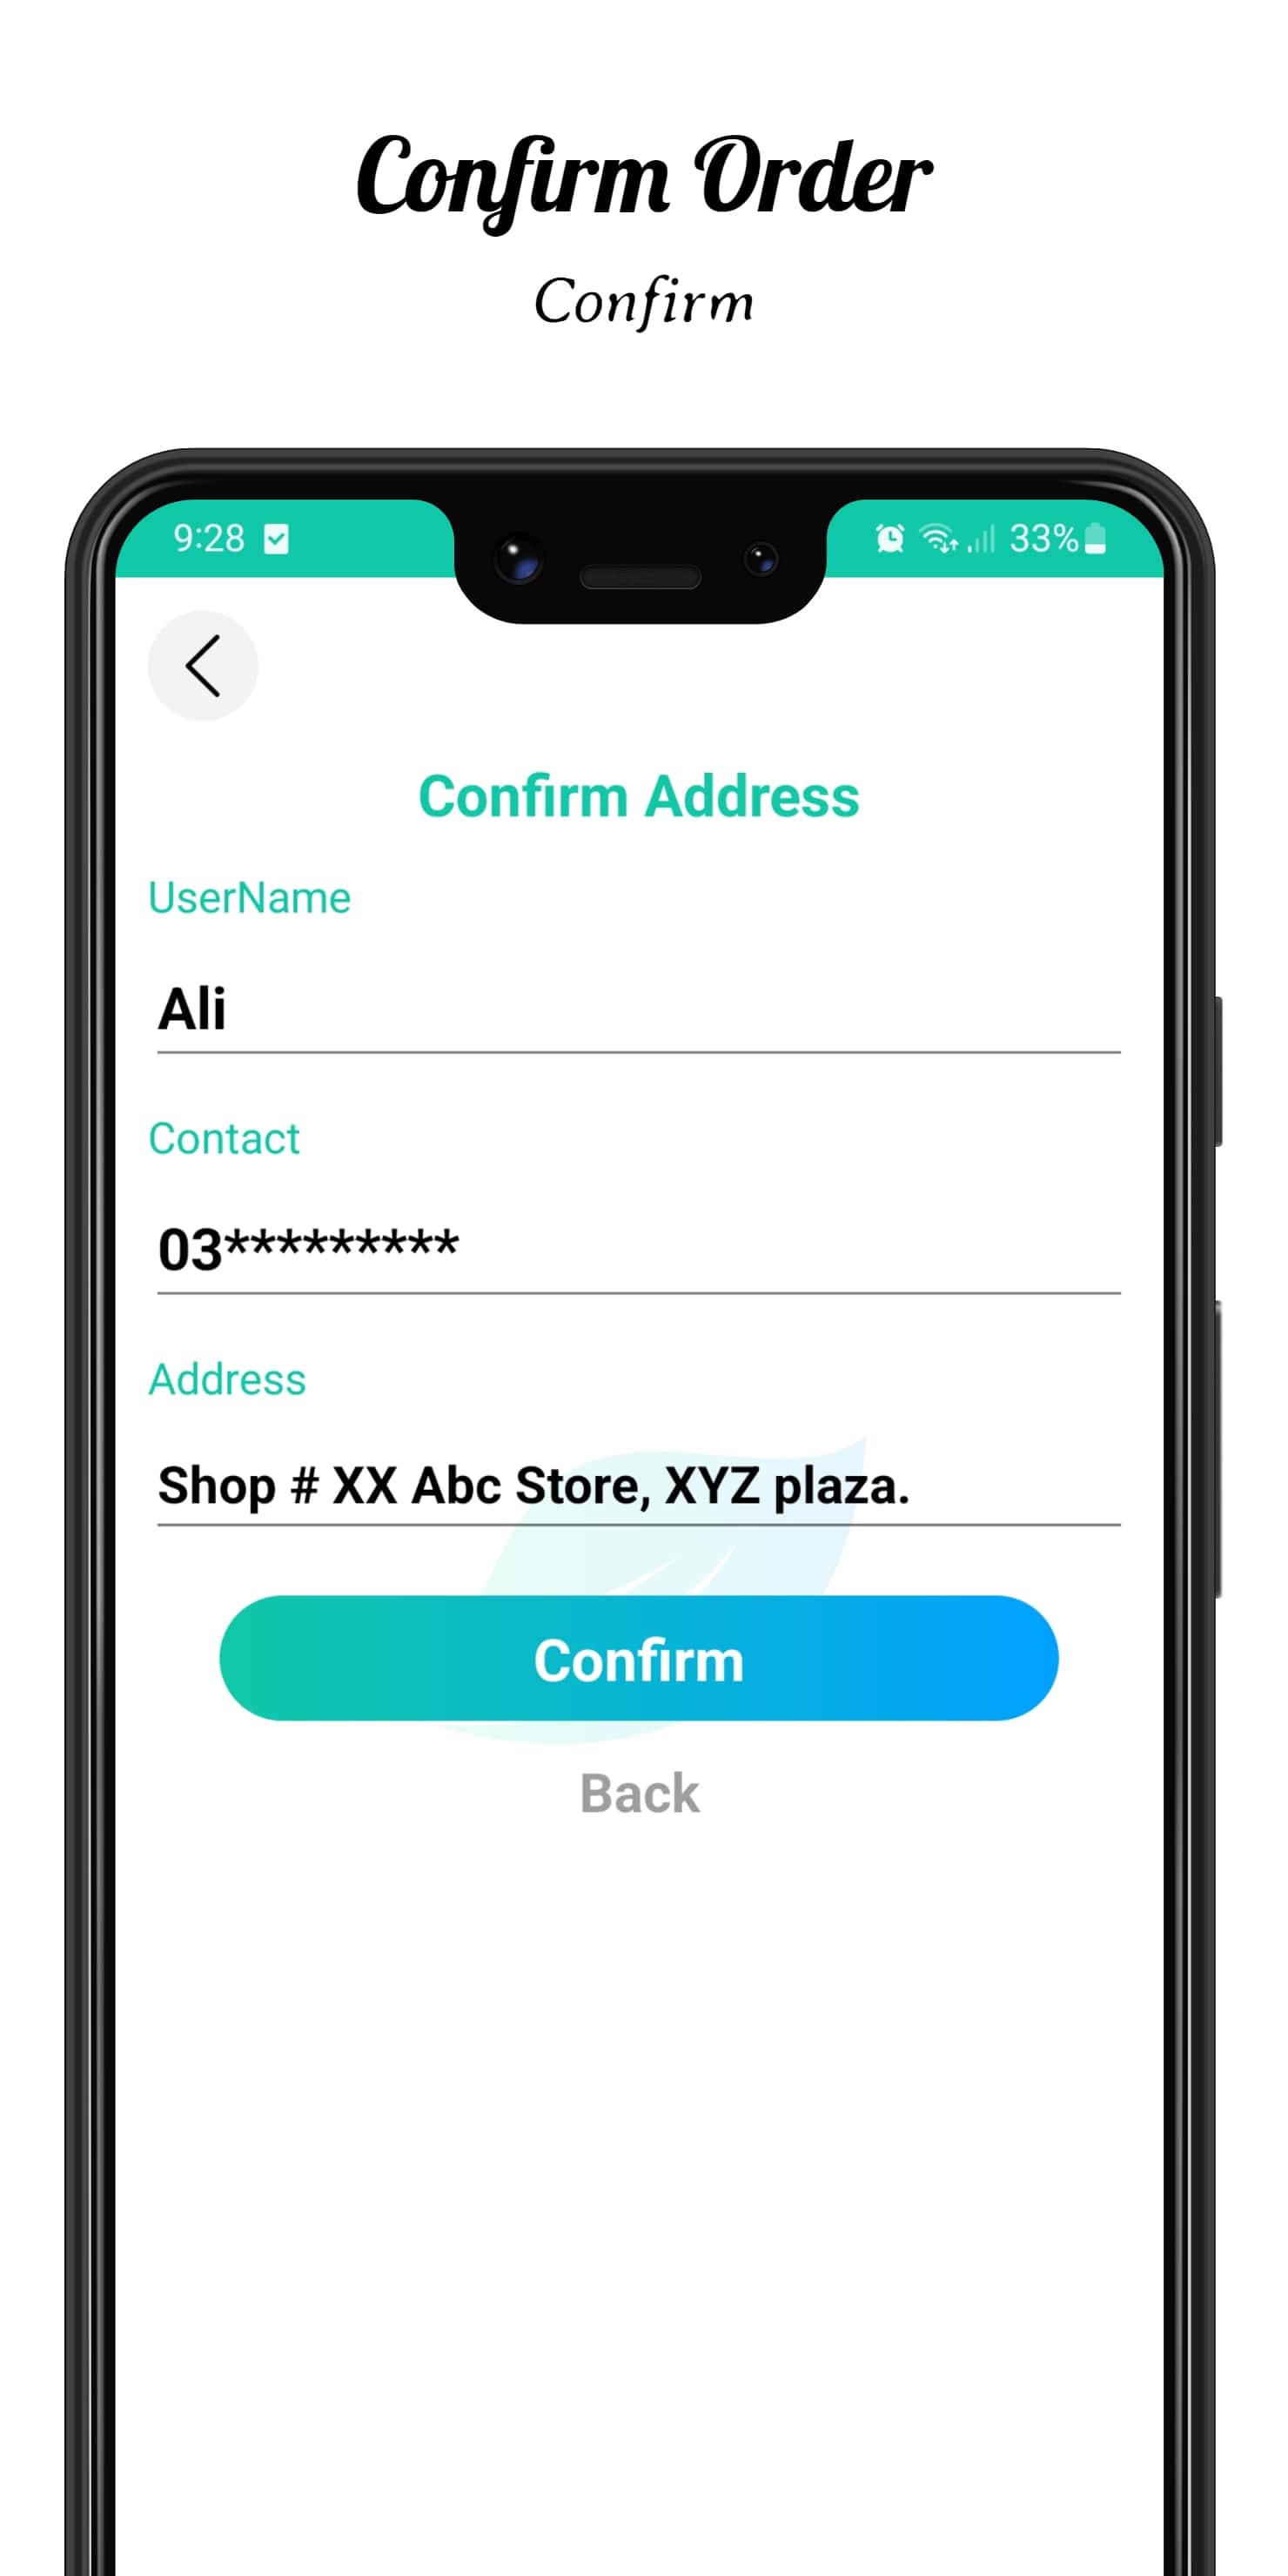 Confirm Order
Confirm
9:28 33%
Confirm Address
UserName
Ali
Contact
03*********
Address
Shop # XX Abc Store, XYZ plaza.
Confirm
Back